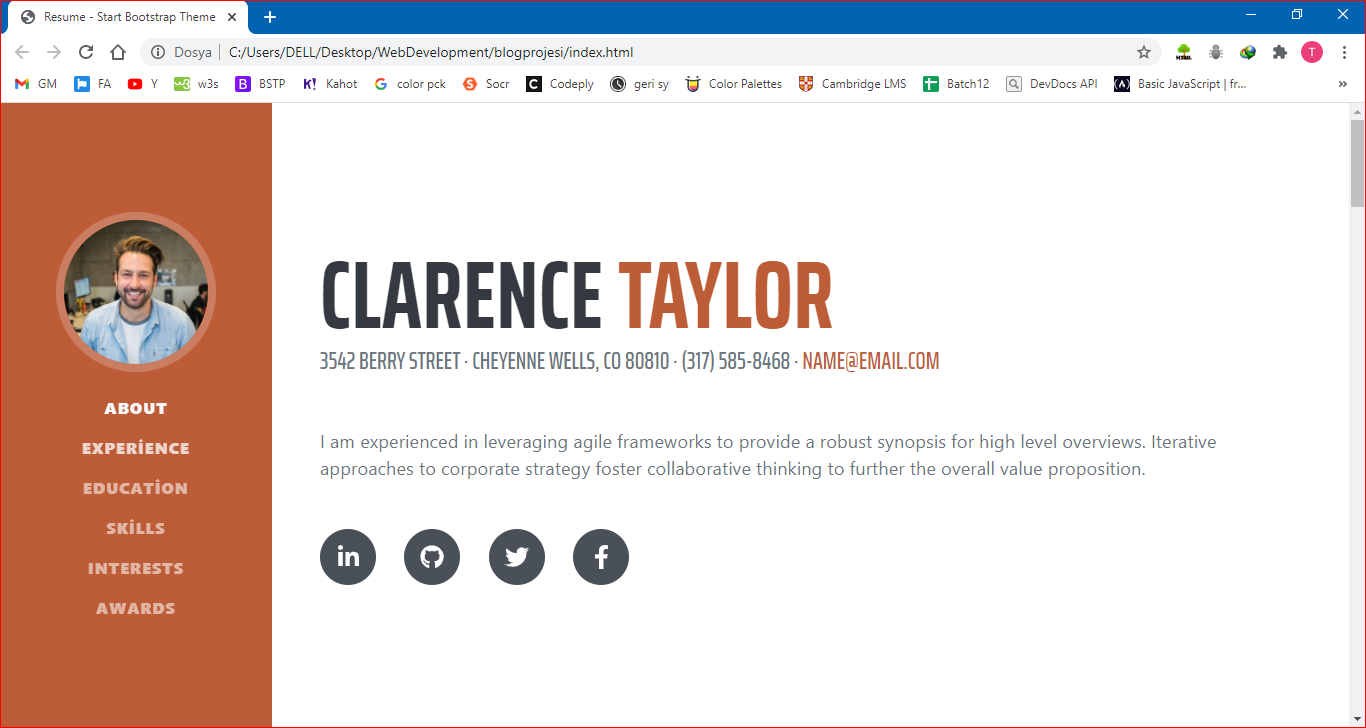 Resume - Start Bootstrap Theme
Dosya C:/Users/DELL/Desktop/WebDevelopment/blogprojesi/index.html
HTML
T
GM FA Y w3s BSTP Kahot color pck Socr Codeply geri sy Color Palettes Cambridge LMS Batch12 DevDocs API Basic JavaScript | fr...
ABOUT
EXPERİENCE
EDUCATİON
SKİLLS
INTERESTS
AWARDS
CLARENCE TAYLOR
3542 BERRY STREET · CHEYENNE WELLS, CO 80810 · (317) 585-8468 · NAME@EMAIL.COM
I am experienced in leveraging agile frameworks to provide a robust synopsis for high level overviews. Iterative
approaches to corporate strategy foster collaborative thinking to further the overall value proposition.